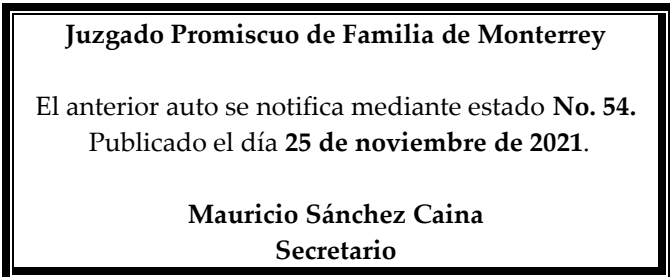 Juzgado Promiscuo de Familia de Monterrey
El anterior auto se notifica mediante estado No. 54.
Publicado el día 25 de noviembre de 2021.
Mauricio Sánchez Caina
Secretario